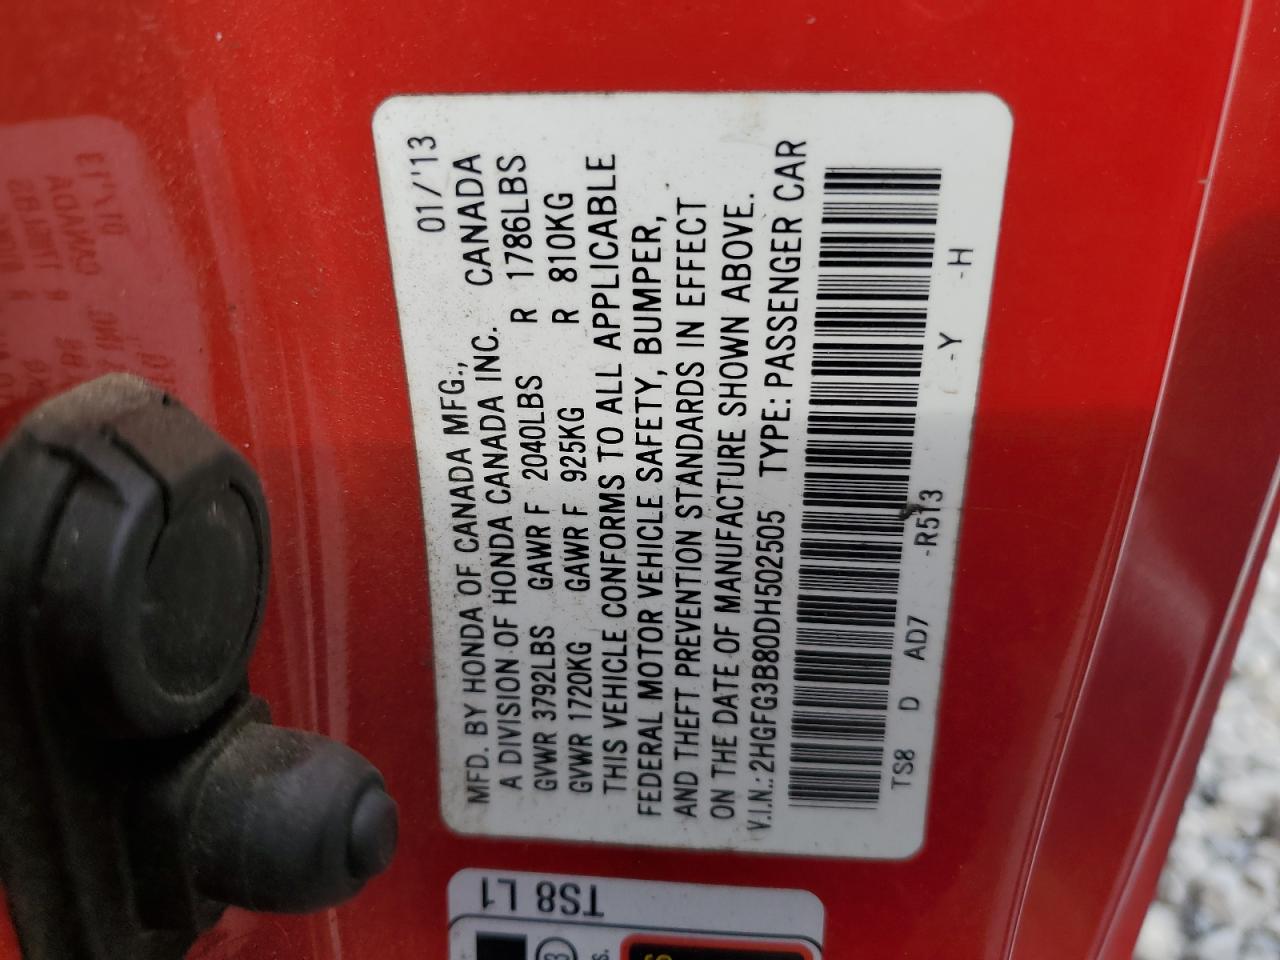 01/'13
MFD. BY HONDA OF CANADA MFG.,
A DIVISION OF HONDA CANADA INC. CANADA
GVWR 3792LBS GAWR F 2040LBS R 1786LBS
GVWR 1720KG GAWR F 925KG R 810KG
THIS VEHICLE CONFORMS TO ALL APPLICABLE
FEDERAL MOTOR VEHICLE SAFETY, BUMPER,
AND THEFT PREVENTION STANDARDS IN EFFECT
ON THE DATE OF MANUFACTURE SHOWN ABOVE.
V.I.N.: 2HGFG3B80DH502505 TYPE: PASSENGER CAR
TS8 D AD7 -R513 -Y -H
TS8 L1